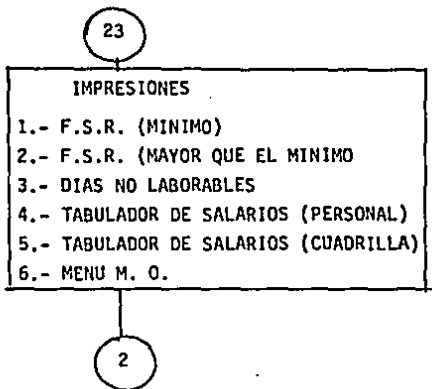 23
IMPRESIONES
1.- F.S.R. (MINIMO)
2.- F.S.R. (MAYOR QUE EL MINIMO
3.- DIAS NO LABORABLES
4.- TABULADOR DE SALARIOS (PERSONAL)
5.- TABULADOR DE SALARIOS (CUADRILLA)
6.- MENU M. O.
2